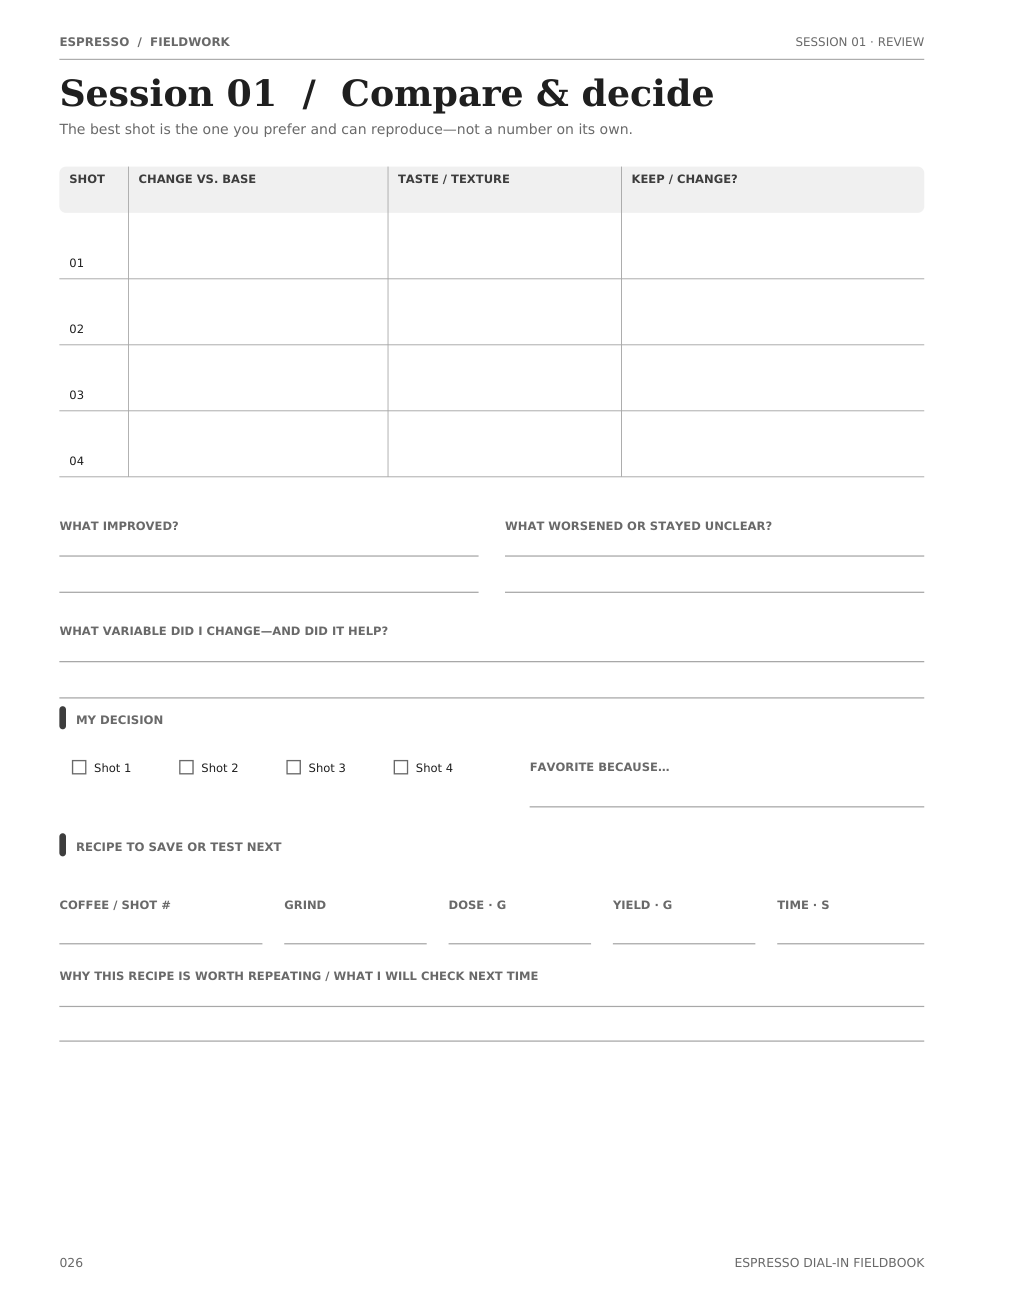 ESPRESSO / FIELDWORK
SESSION 01 · REVIEW
Session 01 / Compare & decide
The best shot is the one you prefer and can reproduce—not a number on its own.
SHOT CHANGE VS. BASE TASTE / TEXTURE KEEP / CHANGE?
01
02
03
04
WHAT IMPROVED?
WHAT WORSENED OR STAYED UNCLEAR?
WHAT VARIABLE DID I CHANGE—AND DID IT HELP?
MY DECISION
Shot 1 Shot 2 Shot 3 Shot 4
FAVORITE BECAUSE…
RECIPE TO SAVE OR TEST NEXT
COFFEE / SHOT # GRIND DOSE · G YIELD · G TIME · S
WHY THIS RECIPE IS WORTH REPEATING / WHAT I WILL CHECK NEXT TIME
026
ESPRESSO DIAL-IN FIELDBOOK